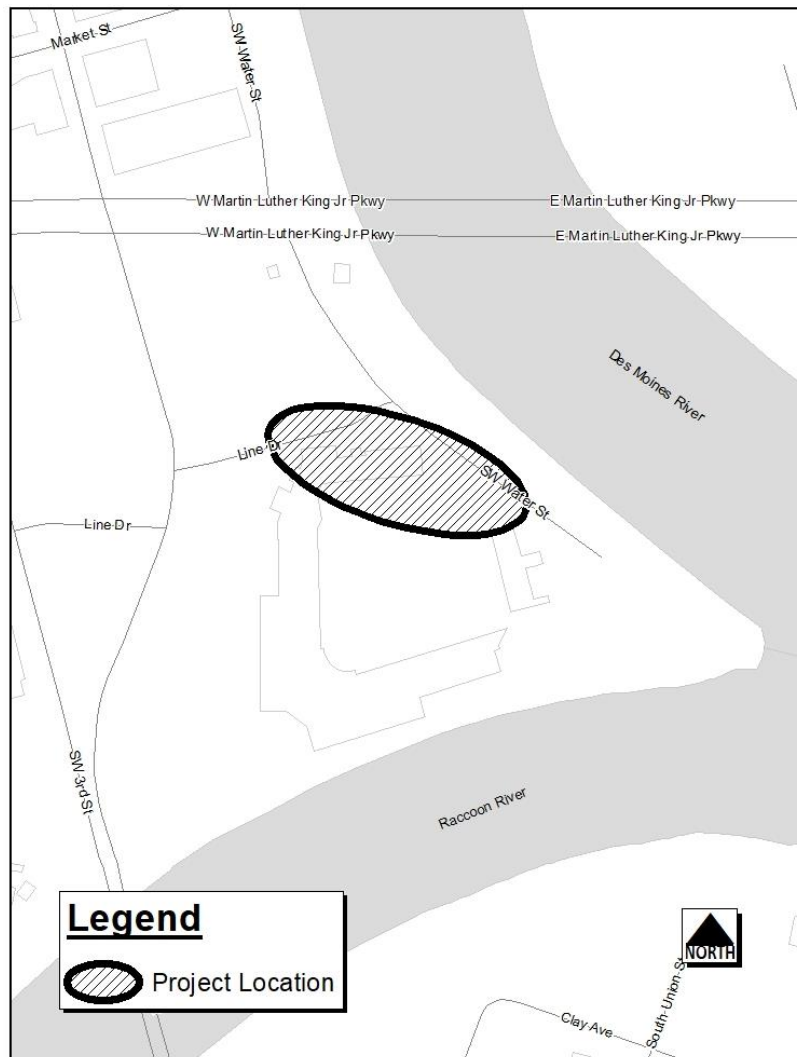 Market St
SW Water St
W Martin Luther King Jr Pkwy
E Martin Luther King Jr Pkwy
W Martin Luther King Jr Pkwy
E Martin Luther King Jr Pkwy
Des Moines River
Line Dr
SW Water St
Line Dr
SW 3rd St
Raccoon River
Legend
Project Location
NORTH
South Union St
Clay Ave